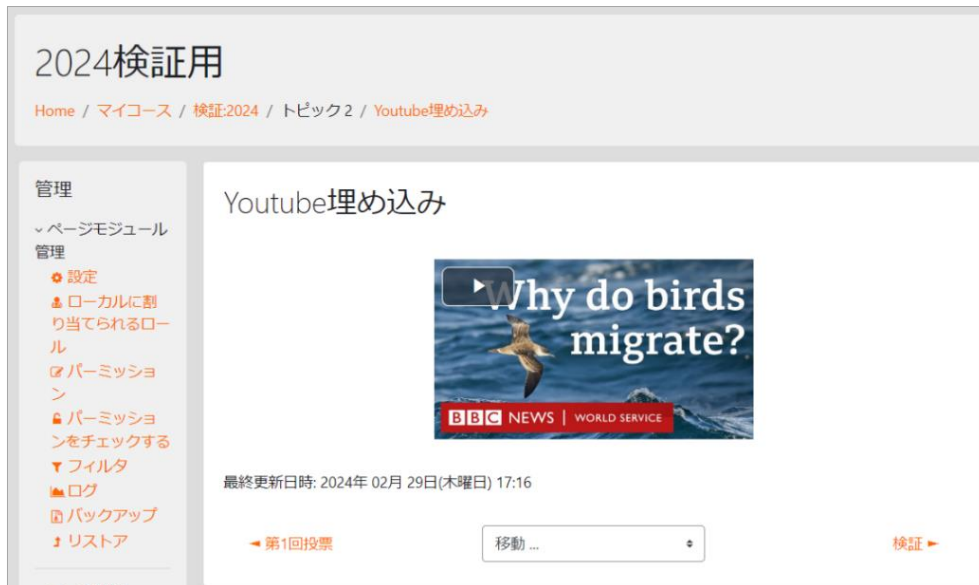 2024検証用
Home / マイコース / 検証:2024 / トピック 2 / Youtube埋め込み
管理
ページモジュール
管理
設定
ローカルに割
り当てられるロー
ル
パーミッショ
ン
パーミッショ
ンをチェックする
フィルタ
ログ
バックアップ
リストア
Youtube埋め込み
Why do birds
migrate?
BBC NEWS | WORLD SERVICE
最終更新日時: 2024年 02月 29日(木曜日) 17:16
◄ 第1回投票
移動 ...
検証 ►